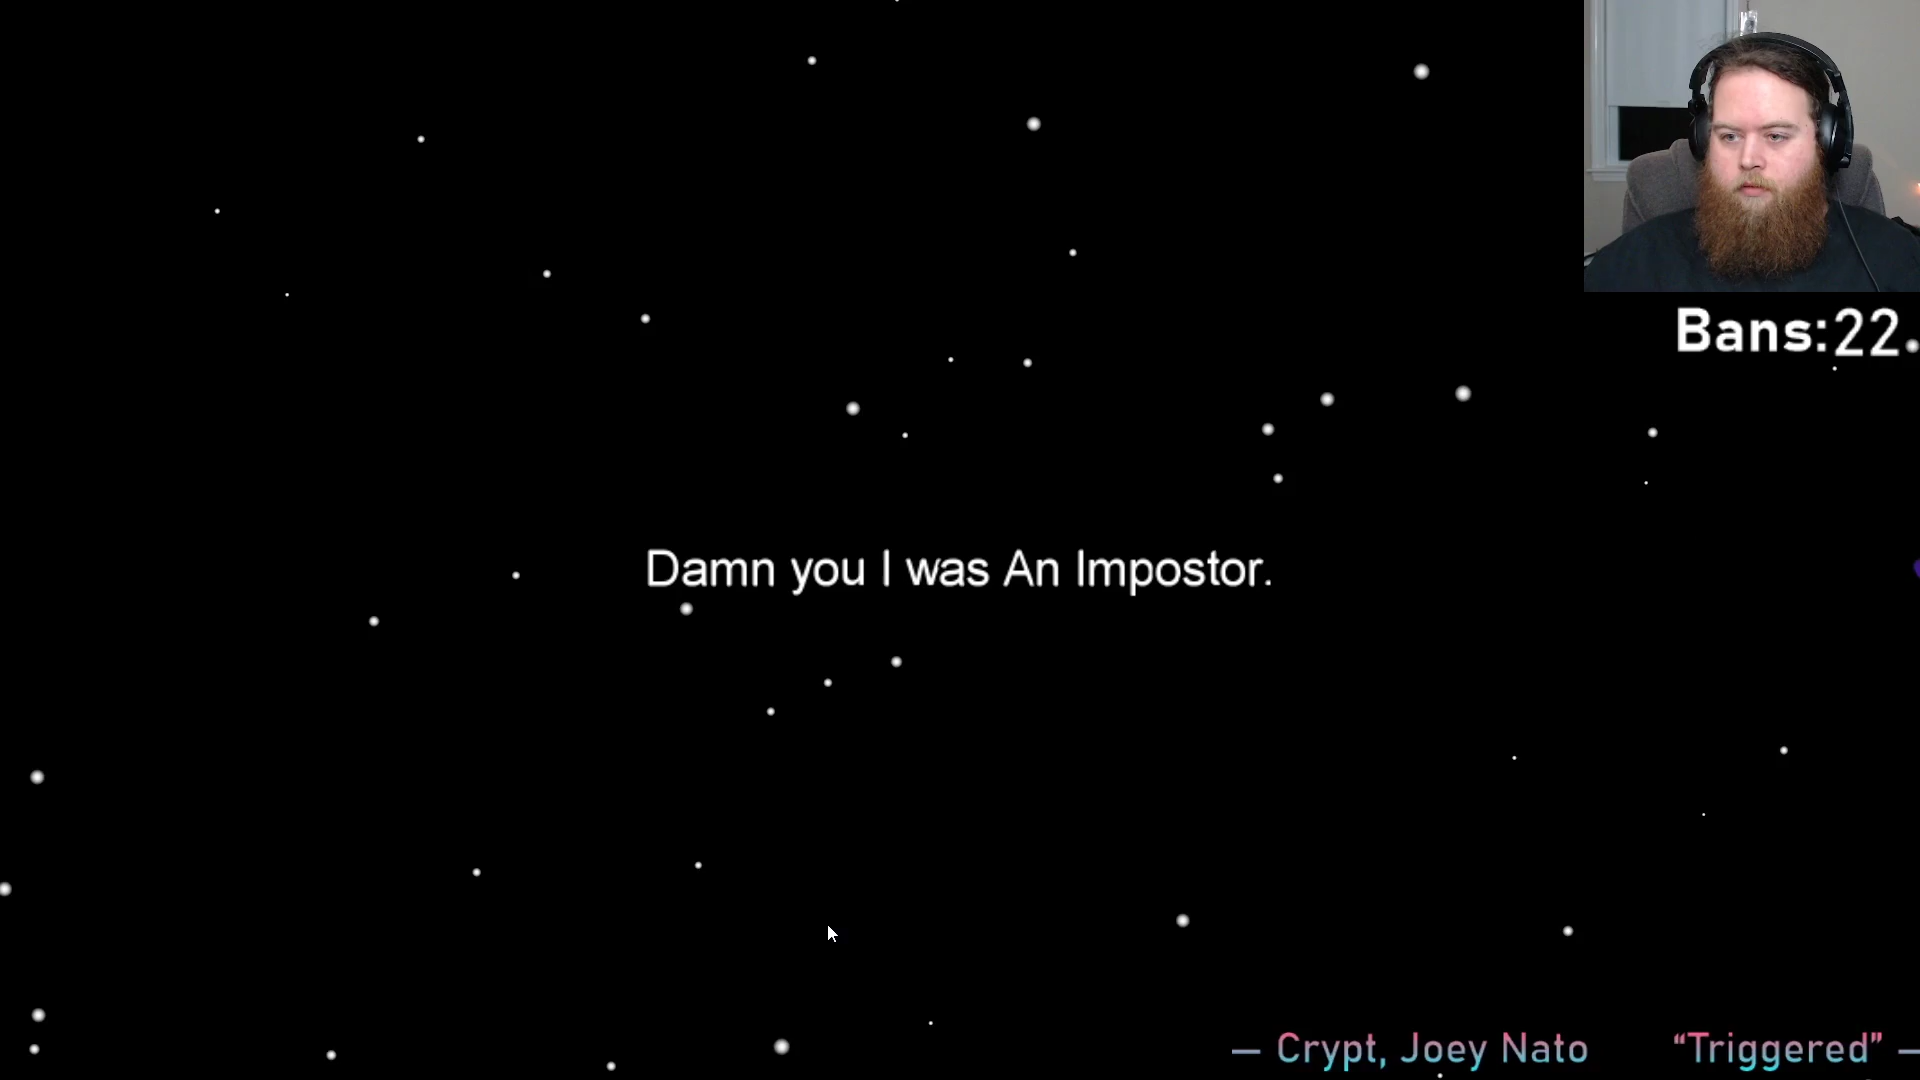 Bans:22
Damn you I was An Impostor.
— Crypt, Joey Nato “Triggered” —